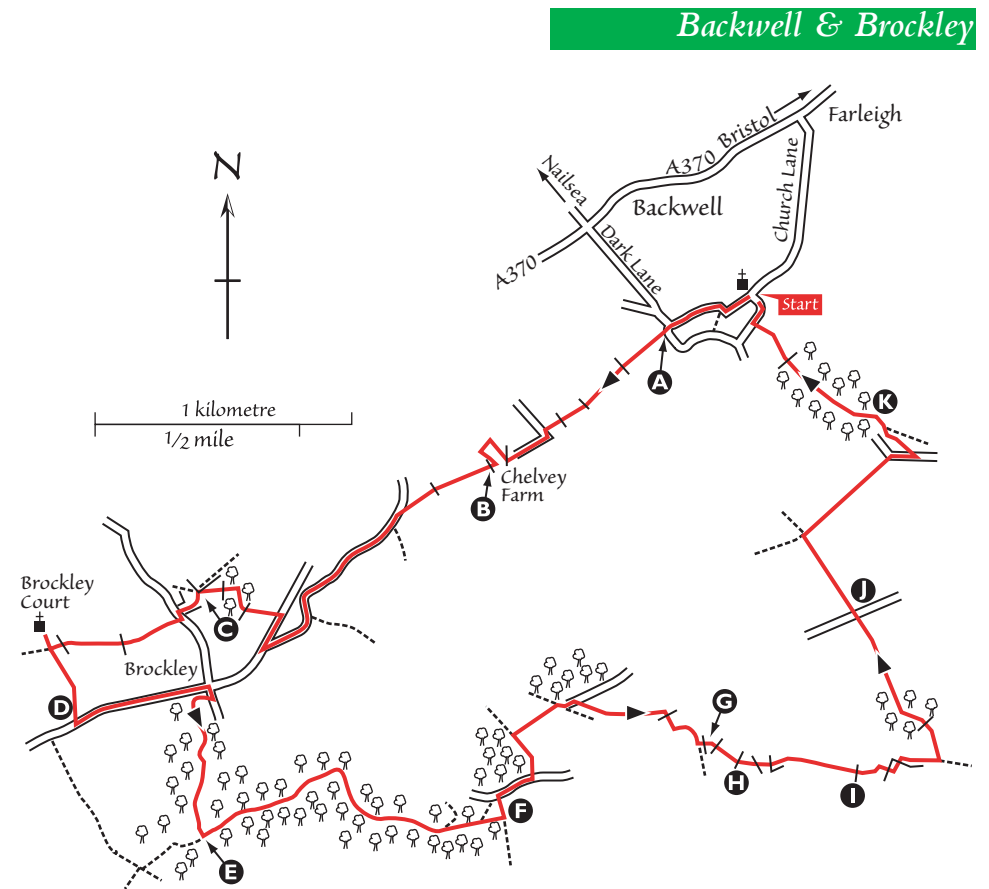 Backwell & Brockley
N
Farleigh
Bristol
A370
Nailsea
Backwell
Church Lane
Dark Lane
A370
Start
A
K
1 kilometre
1/2 mile
Chelvey
Farm
B
Brockley
Court
C
J
Brockley
D
G
H
F
I
E